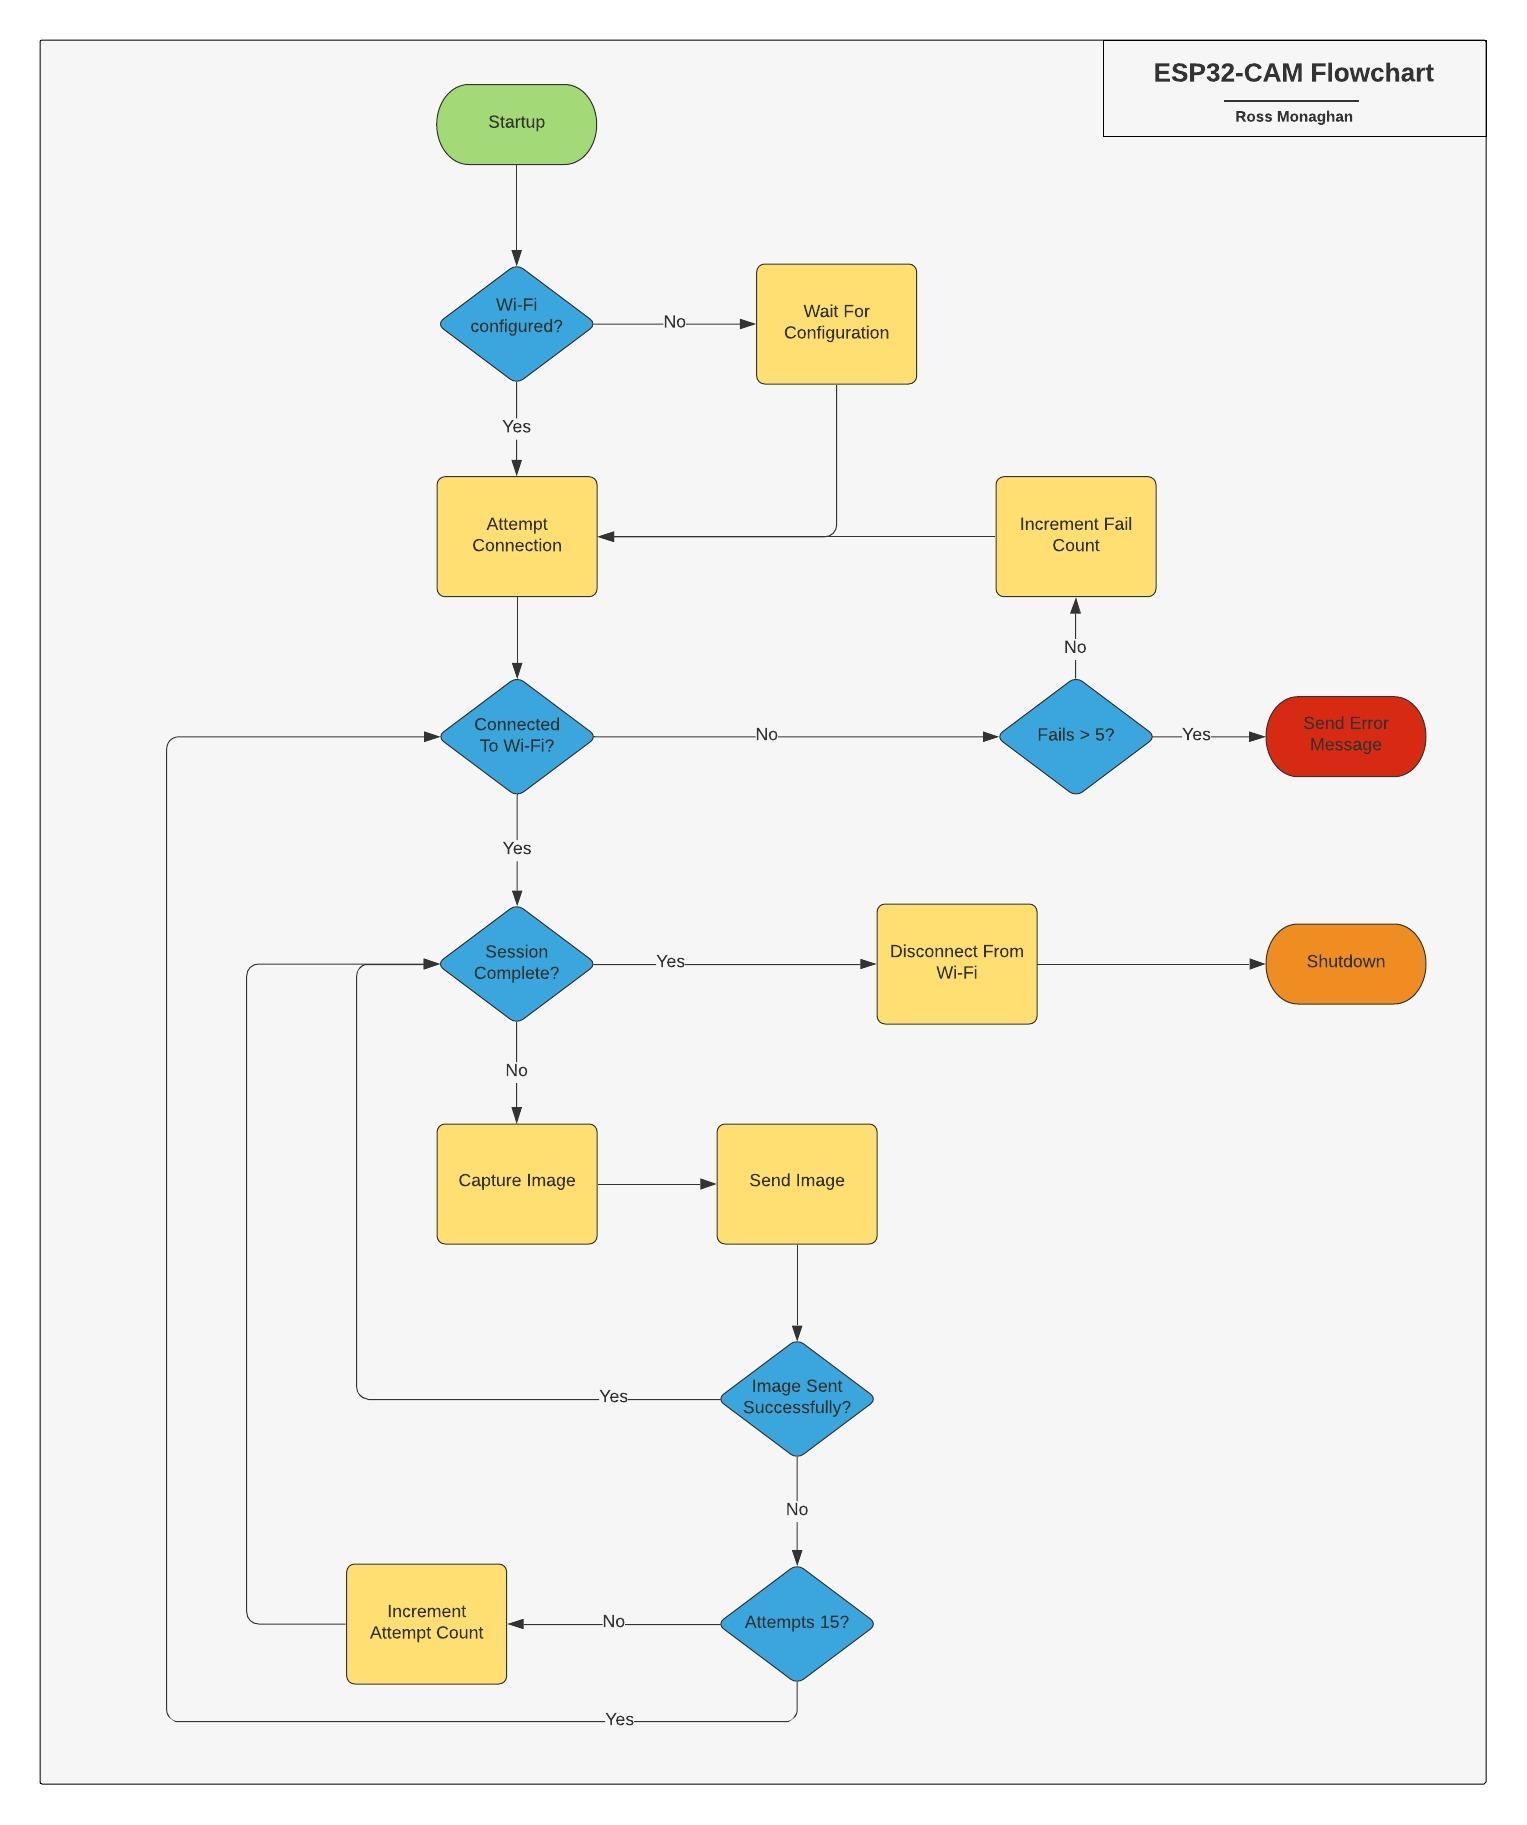 ESP32-CAM Flowchart
Ross Monaghan
Startup
Wi-Fi
configured?
No
Wait For
Configuration
Yes
Attempt
Connection
Increment Fail
Count
No
Connected
To Wi-Fi?
No
Fails > 5?
Yes
Send Error
Message
Yes
Session
Complete?
Yes
Disconnect From
Wi-Fi
Shutdown
No
Capture Image
Send Image
Image Sent
Successfully?
Yes
No
Increment
Attempt Count
No
Attempts 15?
Yes